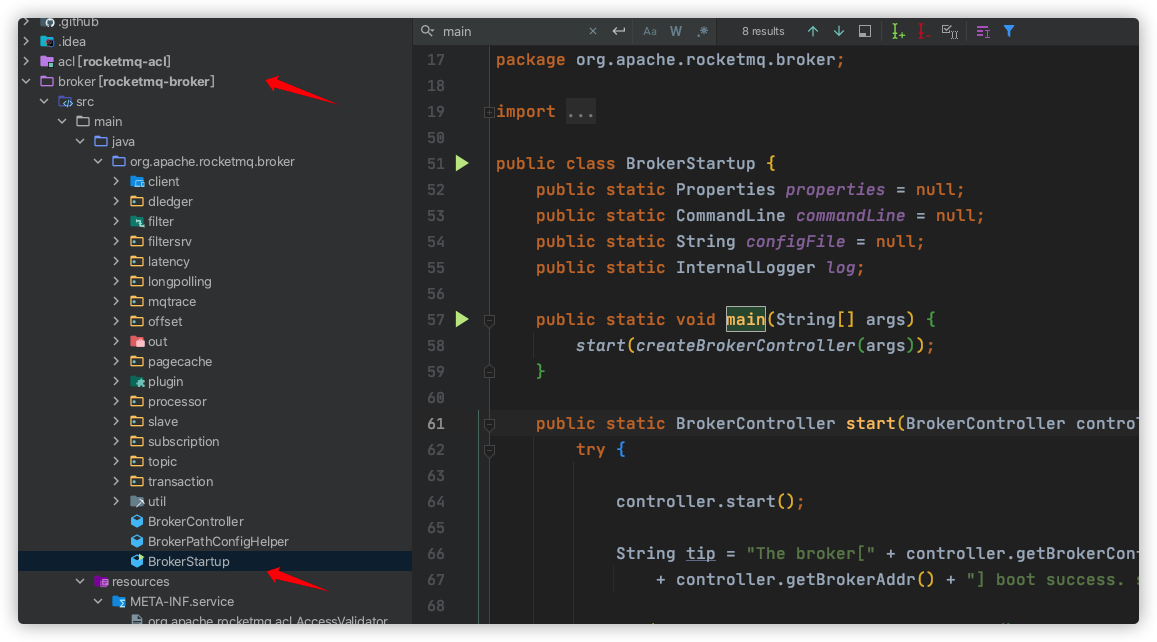 .github
.idea
acl [rocketmq-acl]
broker [rocketmq-broker]
src
main
java
org.apache.rocketmq.broker
client
dledger
filter
filtersrv
latency
longpolling
mqtrace
offset
out
pagecache
plugin
processor
slave
subscription
topic
transaction
util
BrokerController
BrokerPathConfigHelper
BrokerStartup
resources
META-INF.service
org.apache.rocketmq.acl.AccessValidator
main × Aa W .* 8 results
17 package org.apache.rocketmq.broker;
18
19 import ...
50
51 public class BrokerStartup {
52 public static Properties properties = null;
53 public static CommandLine commandLine = null;
54 public static String configFile = null;
55 public static InternalLogger log;
56
57 public static void main(String[] args) {
58 start(createBrokerController(args));
59 }
60
61 public static BrokerController start(BrokerController contro
62 try {
63
64 controller.start();
65
66 String tip = "The broker[" + controller.getBrokerCon
67 + controller.getBrokerAddr() + "] boot success. s
68